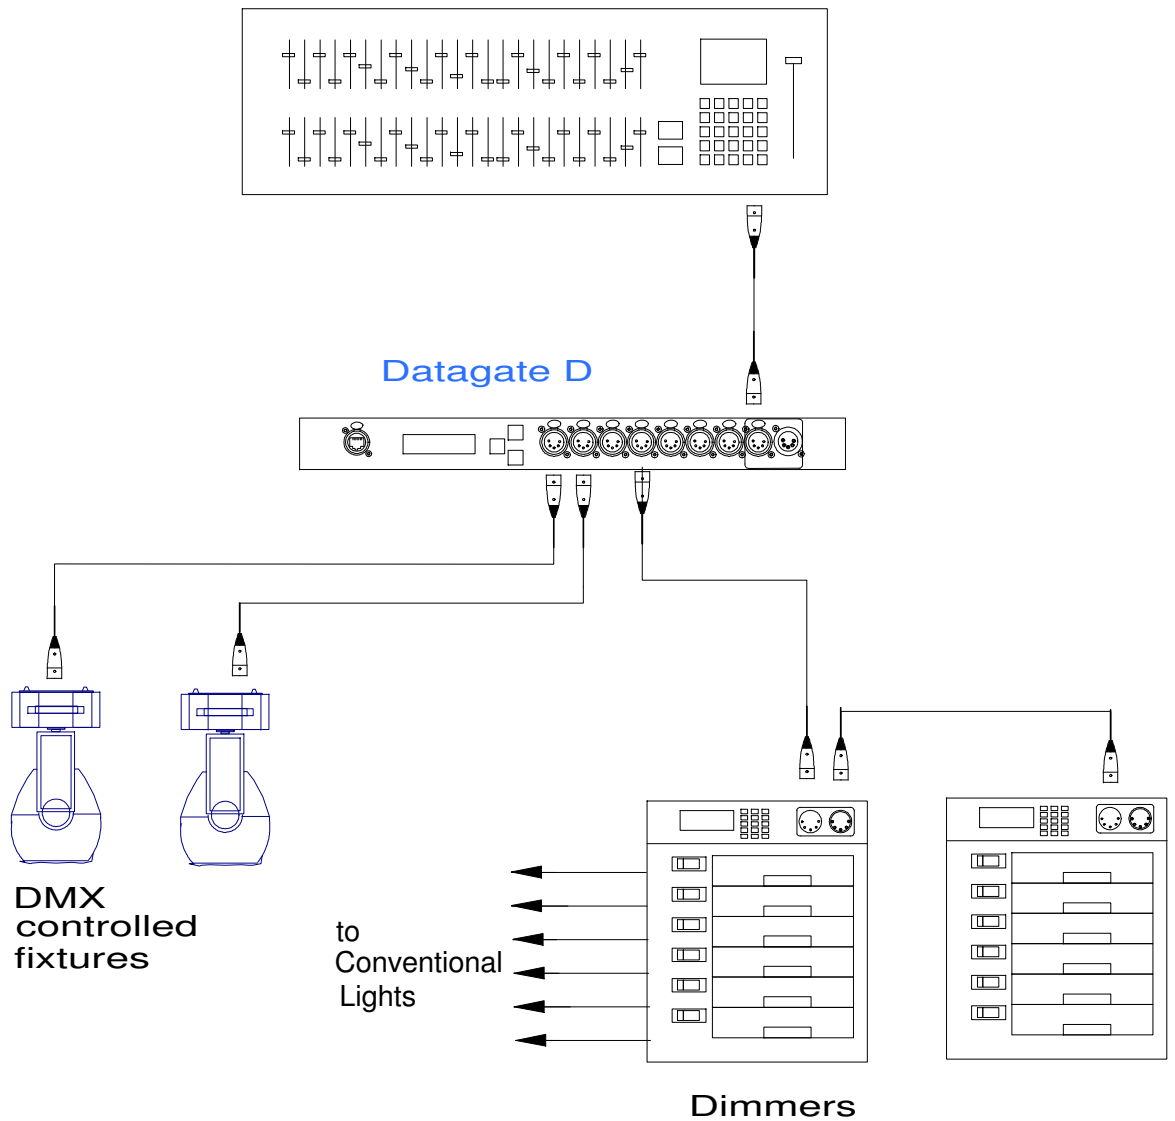 Datagate D
DMX
controlled
fixtures
to
Conventional
Lights
Dimmers